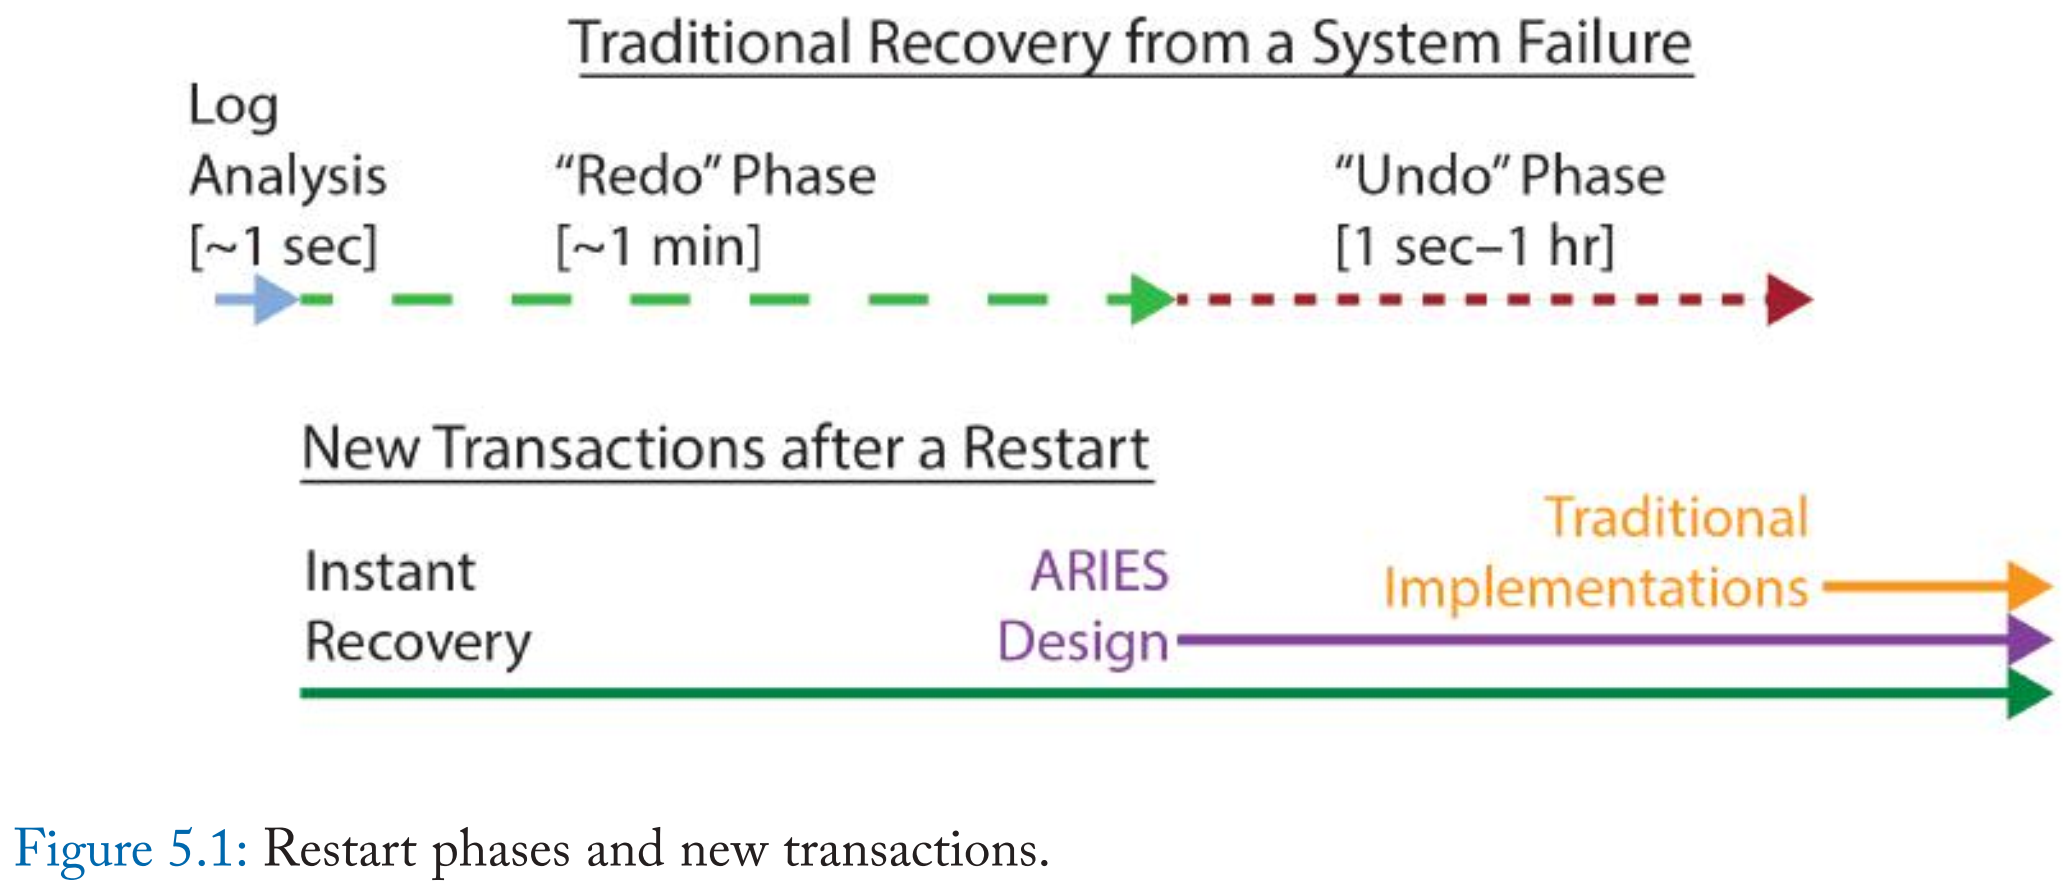 Traditional Recovery from a System Failure
Log
Analysis
[~1 sec]
“Redo” Phase
[~1 min]
“Undo” Phase
[1 sec–1 hr]
New Transactions after a Restart
Instant
Recovery
ARIES
Design
Traditional
Implementations
Figure 5.1: Restart phases and new transactions.